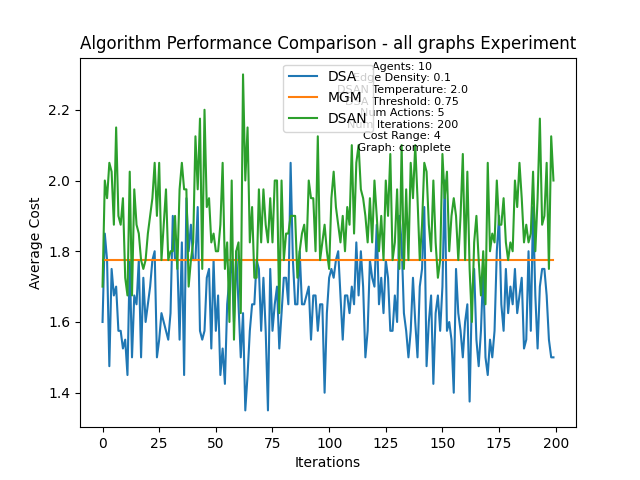 Algorithm Performance Comparison - all graphs Experiment
DSA
MGM
DSAN
Agents: 10
Edge Density: 0.1
DSAN Temperature: 2.0
DSA Threshold: 0.75
Num Actions: 5
Num Iterations: 200
Cost Range: 4
Graph: complete
Average Cost
2.2
2.0
1.8
1.6
1.4
0
25
50
75
100
125
150
175
200
Iterations